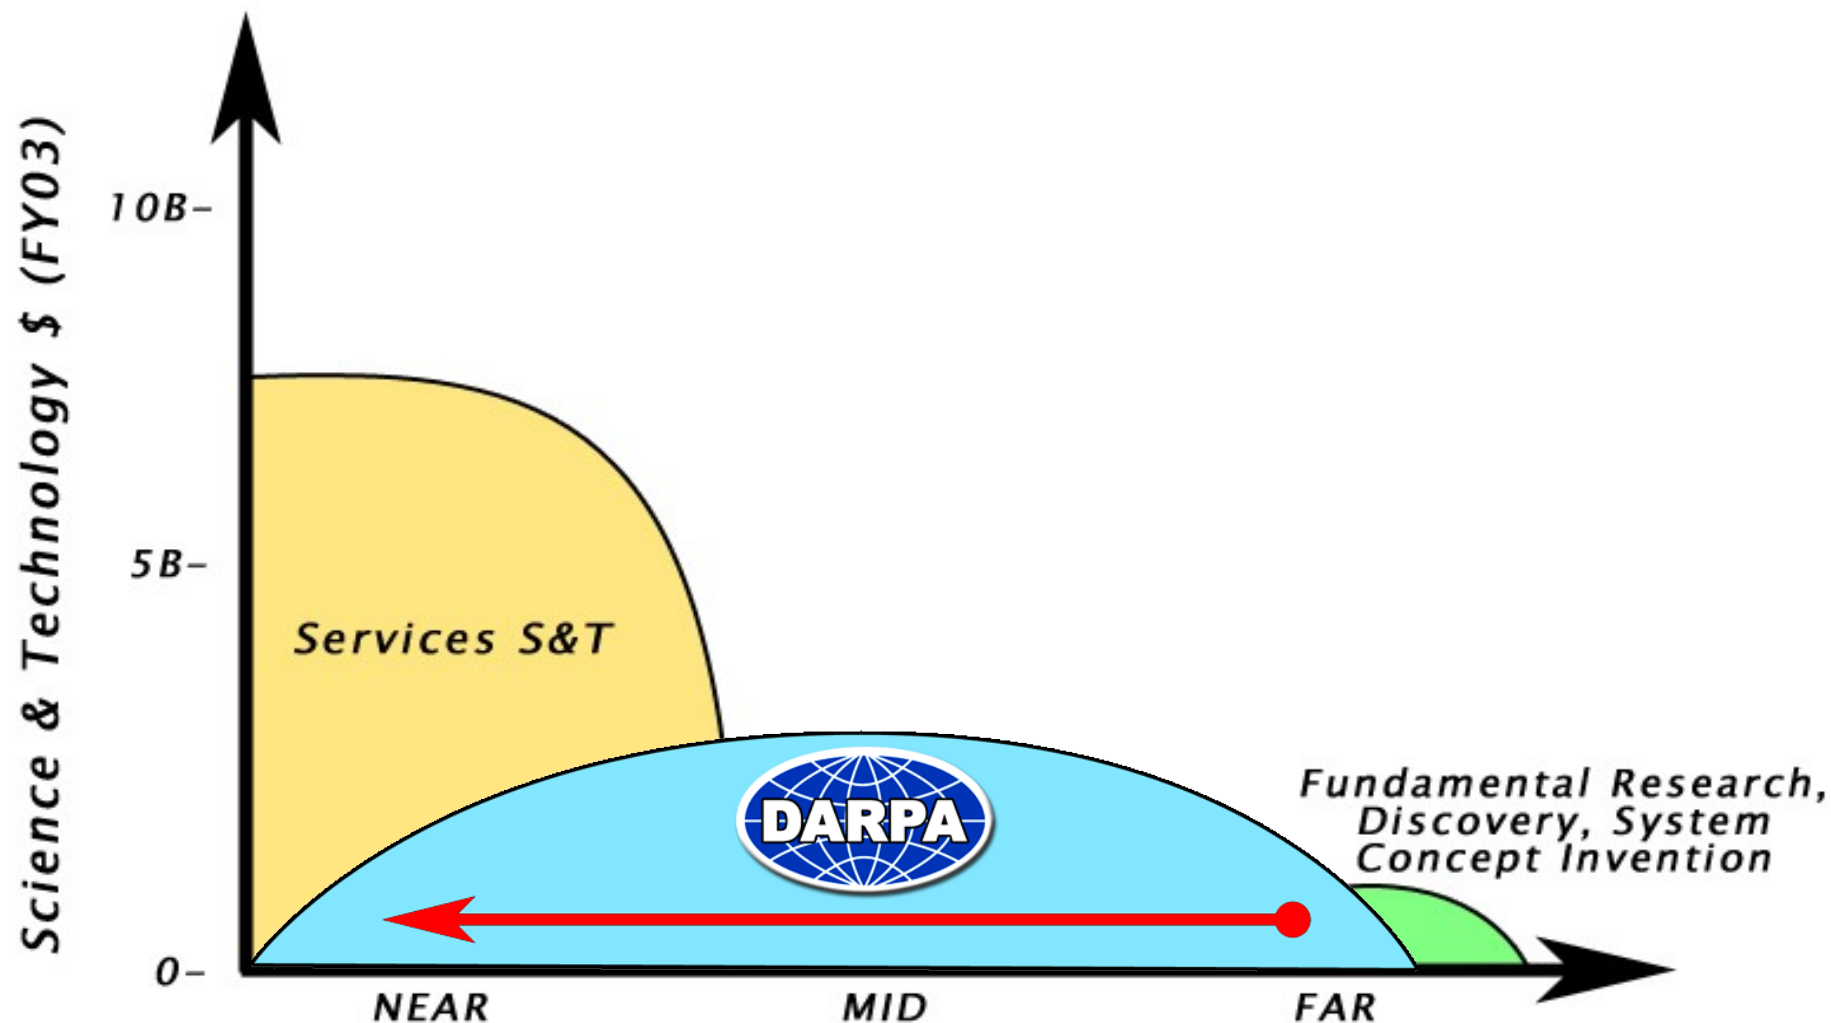 Science & Technology $ (FY03)
10B-
5B-
0-
Services S&T
DARPA
Fundamental Research,
Discovery, System
Concept Invention
NEAR
MID
FAR